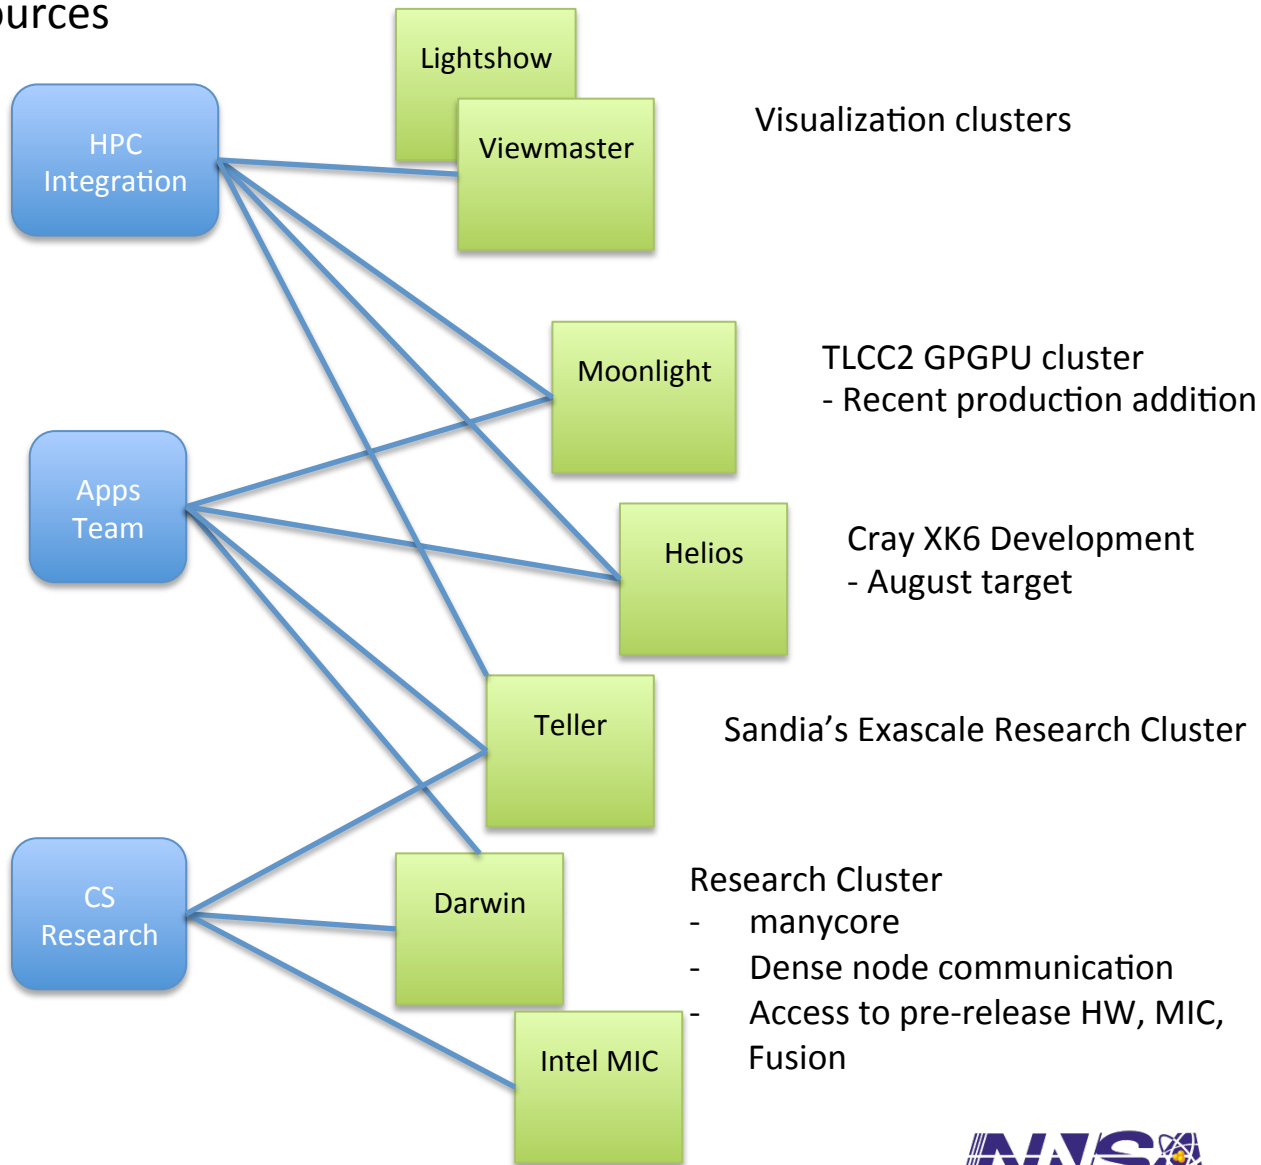 ources
Lightshow
Viewmaster
Visualization clusters
HPC
Integration
Moonlight
TLCC2 GPGPU cluster
- Recent production addition
Apps
Team
Helios
Cray XK6 Development
- August target
Teller
Sandia’s Exascale Research Cluster
CS
Research
Darwin
Research Cluster
- manycore
- Dense node communication
- Access to pre-release HW, MIC,
Fusion
Intel MIC
NNSA